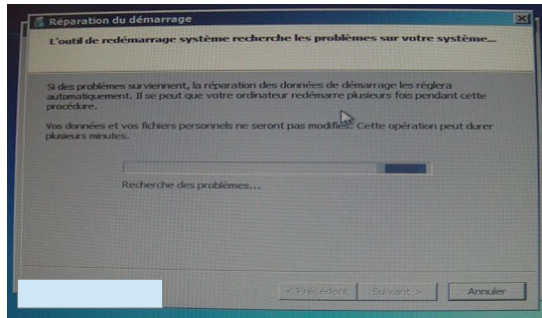 Réparation du démarrage
L'outil de redémarrage système recherche les problèmes sur votre système...
Si des problèmes surviennent, la réparation des données de démarrage les règlera
automatiquement. Il se peut que votre ordinateur redémarre plusieurs fois pendant cette
procédure.
Vos données et vos fichiers personnels ne seront pas modifiés. Cette opération peut durer
plusieurs minutes.
Recherche des problèmes...
< Précédent Suivant > Annuler